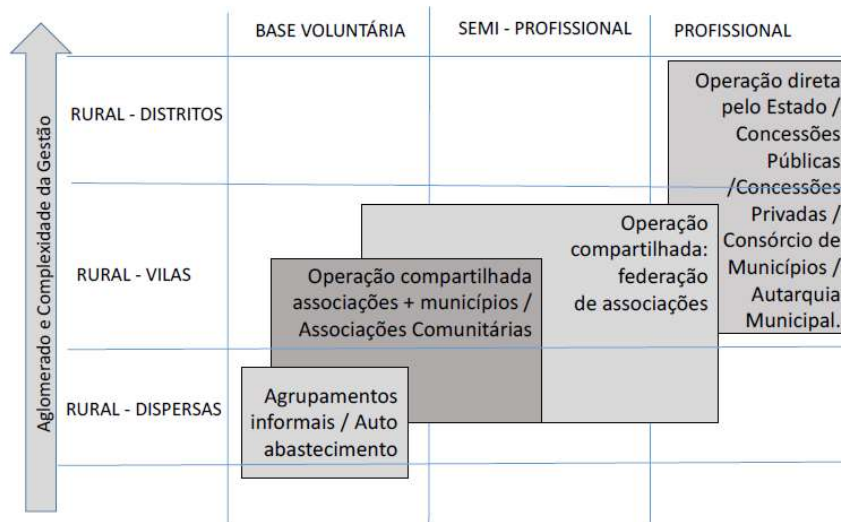 BASE VOLUNTÁRIA
SEMI - PROFISSIONAL
PROFISSIONAL
Aglomerado e Complexidade da Gestão
RURAL - DISTRITOS
Operação direta
pelo Estado /
Concessões
Públicas
/Concessões
Privadas /
Consórcio de
Municípios /
Autarquia
Municipal.
RURAL - VILAS
Operação
compartilhada:
federação
de associações
Operação compartilhada
associações + municípios /
Associações Comunitárias
RURAL - DISPERSAS
Agrupamentos
informais / Auto
abastecimento